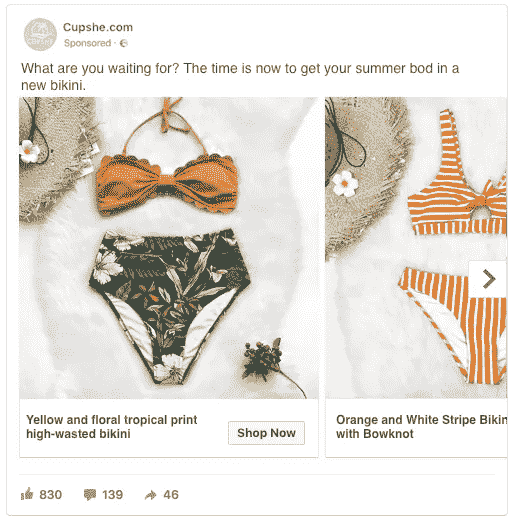 Cupshe.com
Sponsored ·
What are you waiting for? The time is now to get your summer bod in a
new bikini.
Yellow and floral tropical print
high-wasted bikini
Shop Now
Orange and White Stripe Bikin
with Bowknot
830
139
46